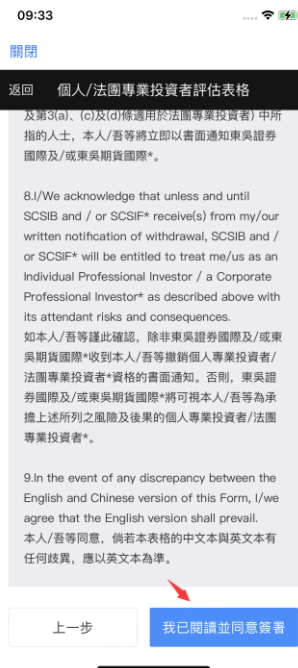 09:33
關閉
返回 個人/法團專業投資者評估表格
及第3(a)、(c)及(d)條適用於法團專業投資者) 中所
指的人士，本人/吾等將立即以書面通知東吳證券
國際及/或東吳期貨國際*。
8.I/We acknowledge that unless and until
SCSIB and / or SCSIF* receive(s) from my/our
written notification of withdrawal, SCSIB and /
or SCSIF* will be entitled to treat me/us as an
Individual Professional Investor / a Corporate
Professional Investor* as described above with
its attendant risks and consequences.
如本人/吾等謹此確認，除非東吳證券國際及/或東
吳期貨國際*收到本人/吾等撤銷個人專業投資者/
法團專業投資者*資格的書面通知。否則，東吳證
券國際及/或東吳期貨國際*將可視本人/吾等為承
擔上述所列之風險及後果的個人專業投資者/法團
專業投資者*。
9.In the event of any discrepancy between the
English and Chinese version of this Form, I/we
agree that the English version shall prevail.
本人/吾等同意，倘若本表格的中文本與英文本有
任何歧異，應以英文本為準。
上一步
我已閱讀並同意簽署